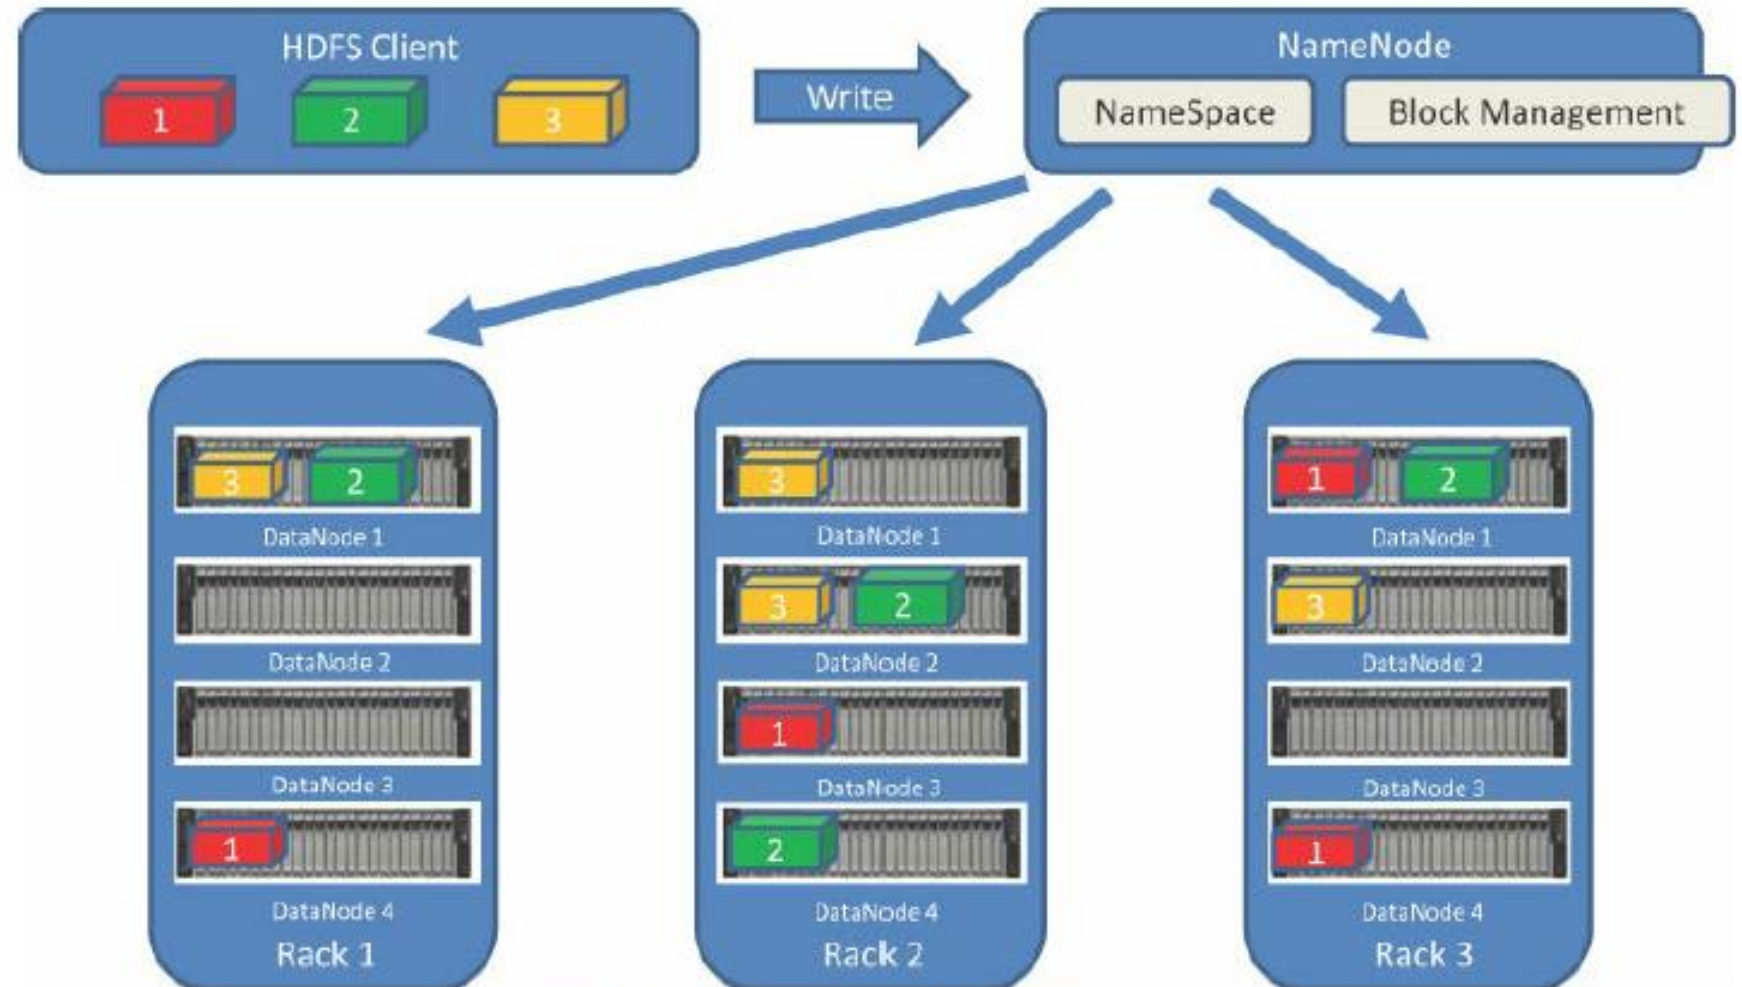 HDFS Client
1 2 3
Write
NameNode
NameSpace
Block Management
3 2
DataNode 1
DataNode 2
DataNode 3
1
DataNode 4
Rack 1
3
DataNode 1
3 2
DataNode 2
1
DataNode 3
2
DataNode 4
Rack 2
1 2
DataNode 1
3
DataNode 2
DataNode 3
1
DataNode 4
Rack 3